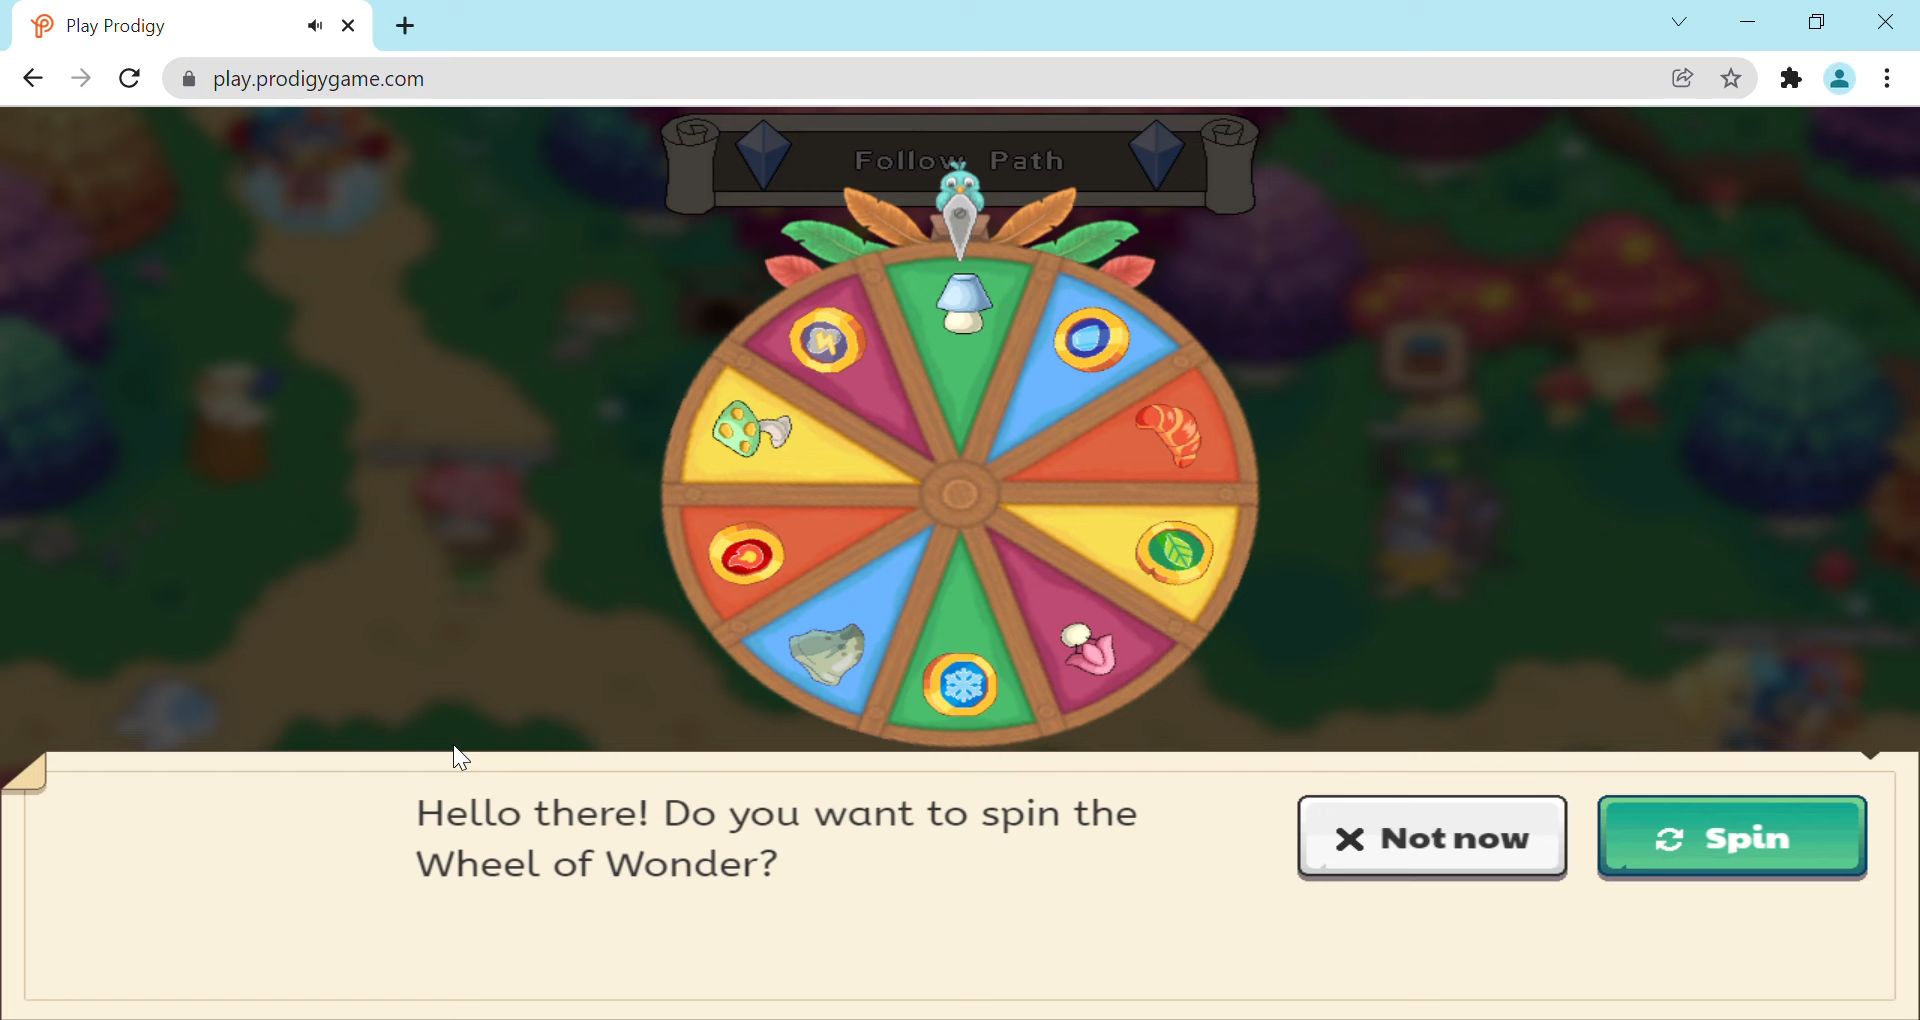 Play Prodigy
play.prodigygame.com
Follow Path
Hello there! Do you want to spin the
Wheel of Wonder?
Not now
Spin